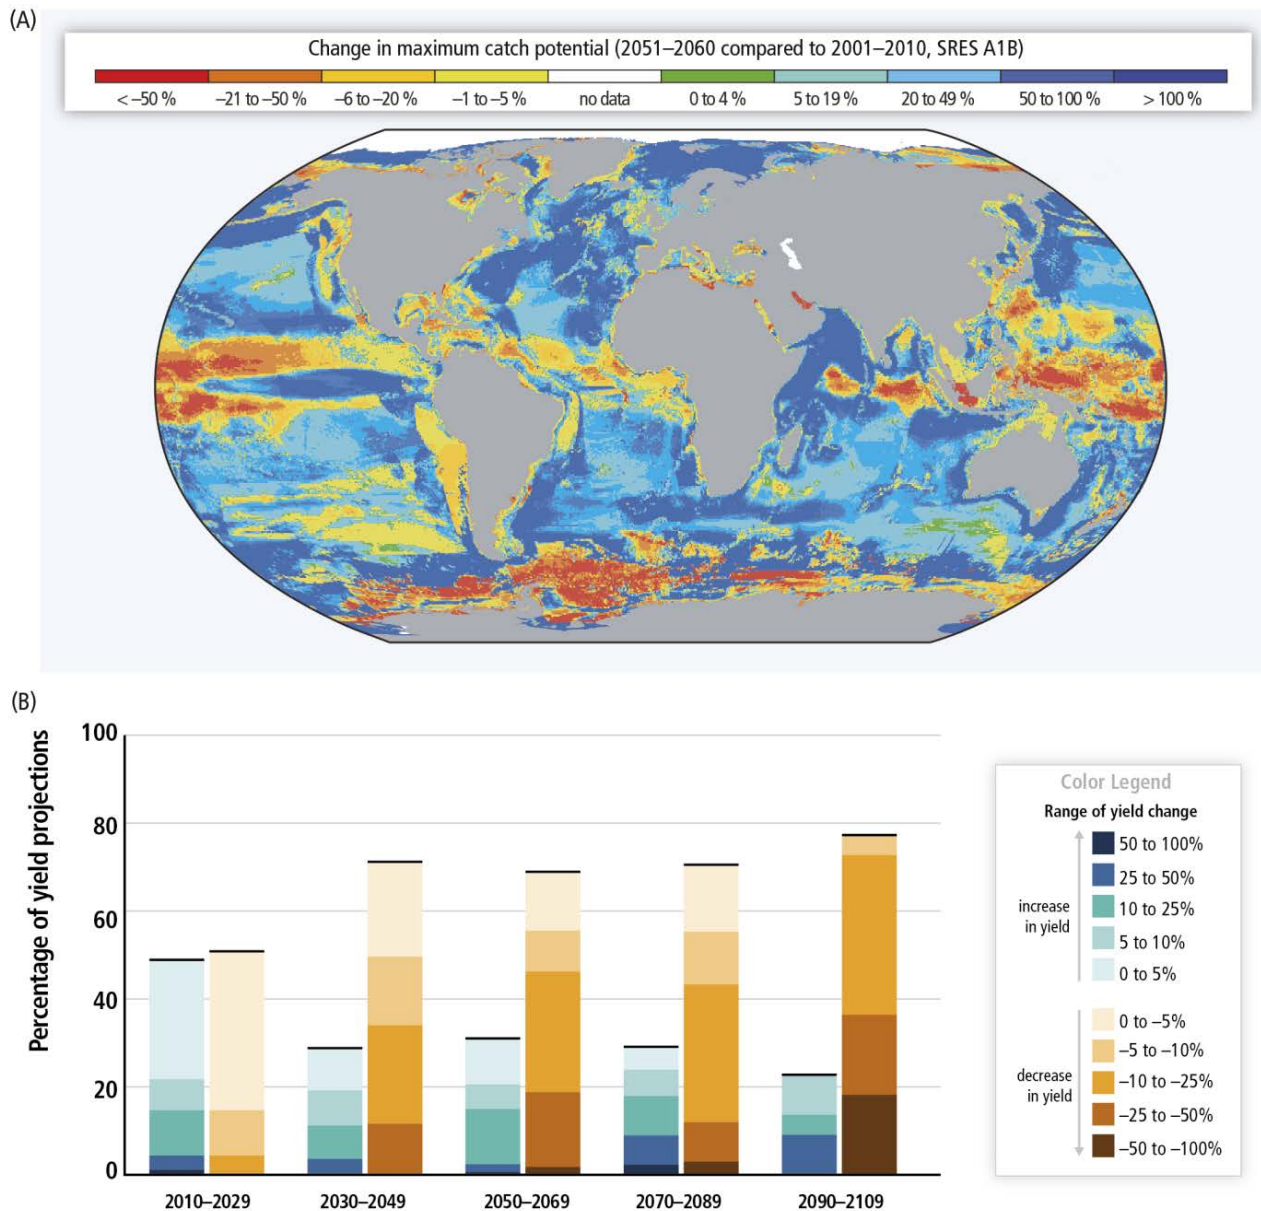 (A)
Change in maximum catch potential (2051–2060 compared to 2001–2010, SRES A1B)
< –50 % –21 to –50 % –6 to –20 % –1 to –5 % no data 0 to 4 % 5 to 19 % 20 to 49 % 50 to 100 % > 100 %
(B)
Percentage of yield projections
100
80
60
40
20
0
2010–2029 2030–2049 2050–2069 2070–2089 2090–2109
Color Legend
Range of yield change
increase
in yield
50 to 100%
25 to 50%
10 to 25%
5 to 10%
0 to 5%
decrease
in yield
0 to –5%
–5 to –10%
–10 to –25%
–25 to –50%
–50 to –100%